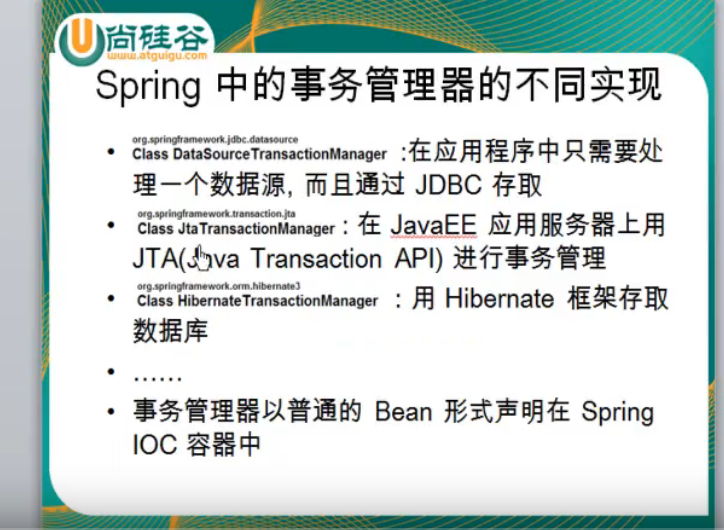 尚硅谷
www.atguigu.com
Spring 中的事务管理器的不同实现
org.springframework.jdbc.datasource
• Class DataSourceTransactionManager :在应用程序中只需要处
理一个数据源, 而且通过 JDBC 存取
org.springframework.transaction.jta
• Class JtaTransactionManager : 在 JavaEE 应用服务器上用
JTA(Java Transaction API) 进行事务管理
org.springframework.orm.hibernate3
• Class HibernateTransactionManager : 用 Hibernate 框架存取
数据库
• ……
• 事务管理器以普通的 Bean 形式声明在 Spring
IOC 容器中